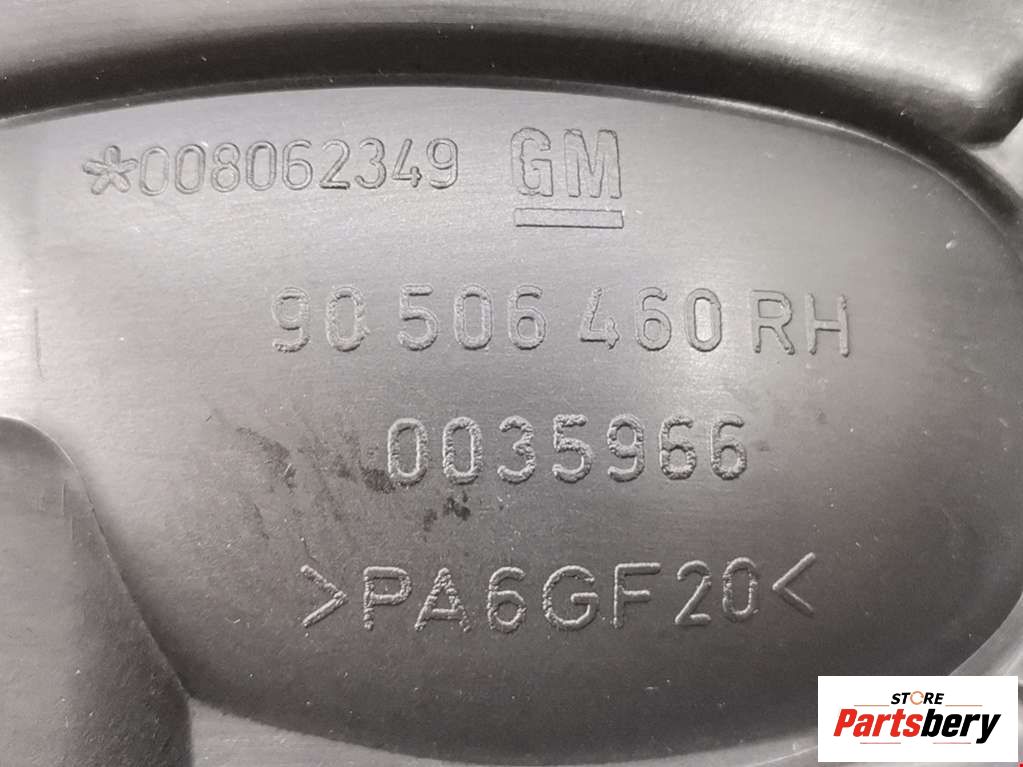 *008062349 GM
90 506 460 RH
0035966
>PA6GF20<
STORE
Partsbery